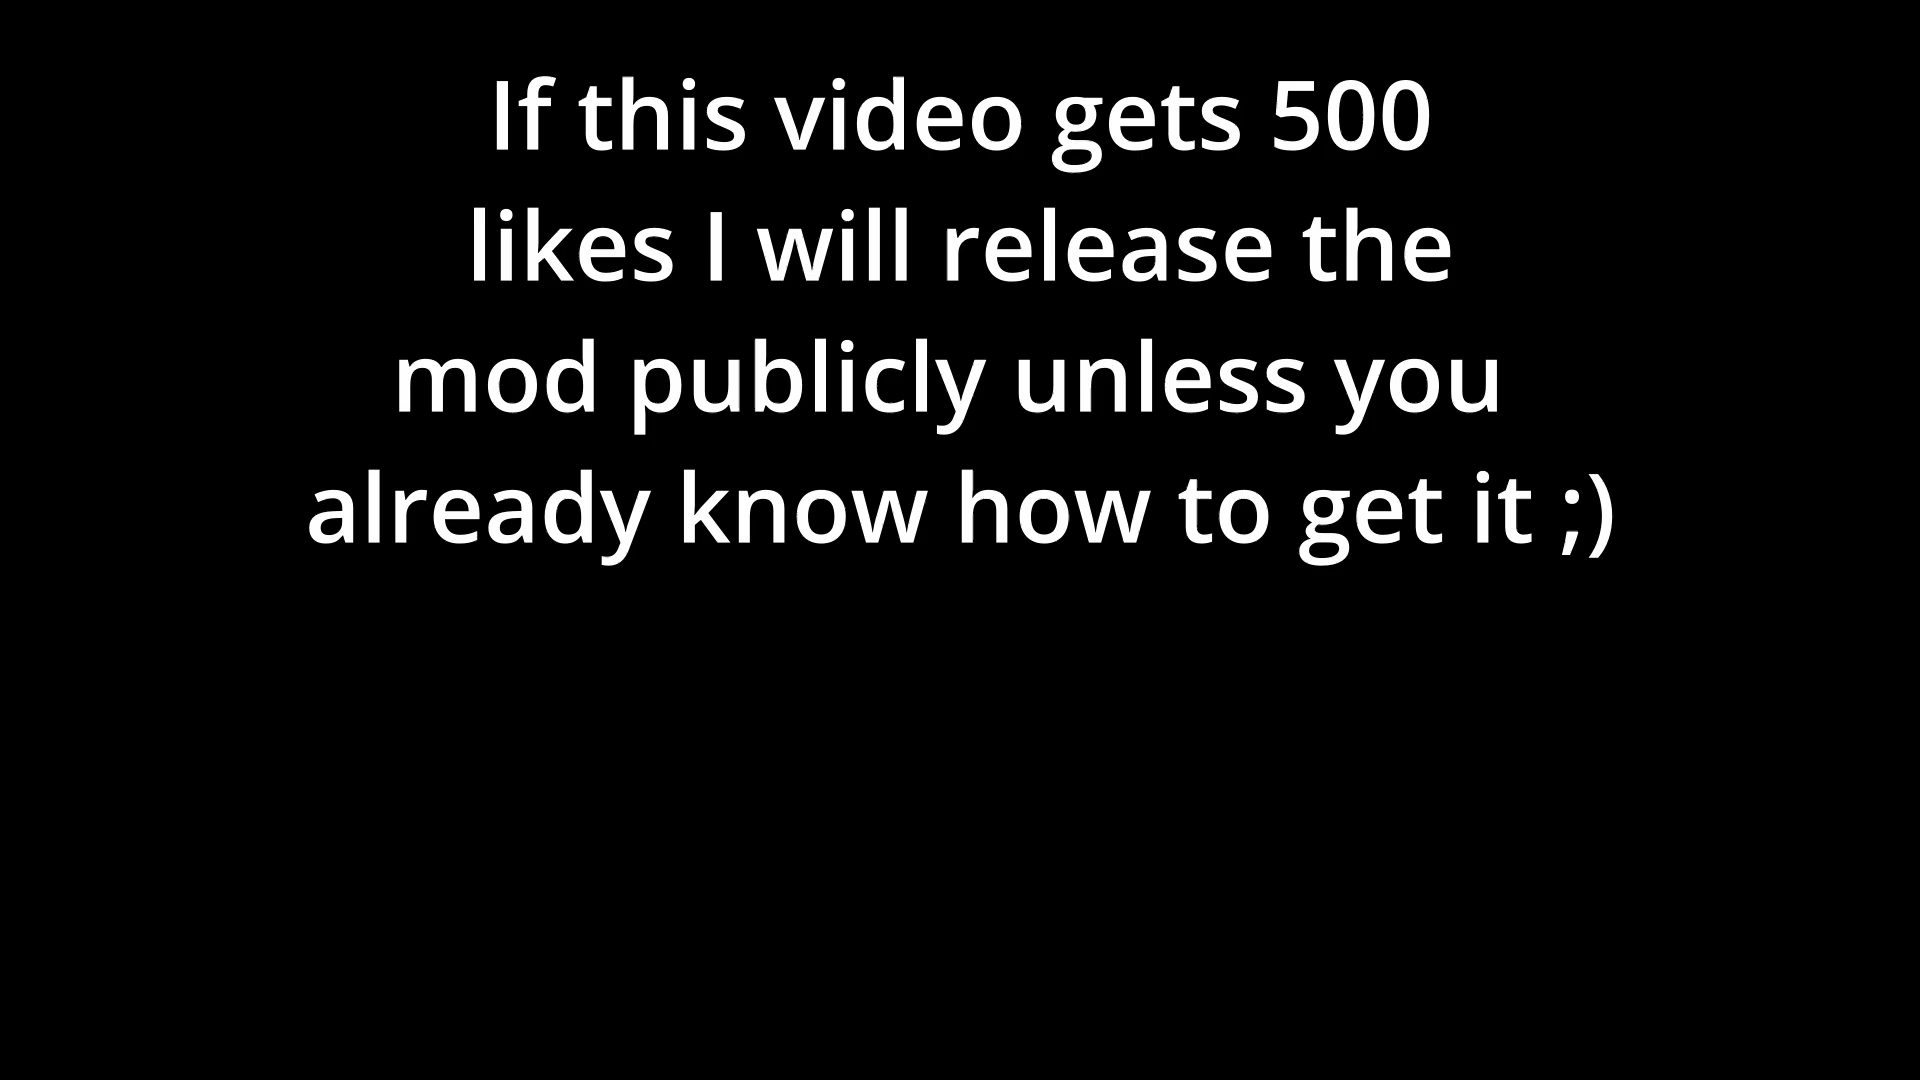 If this video gets 500
likes I will release the
mod publicly unless you
already know how to get it ;)